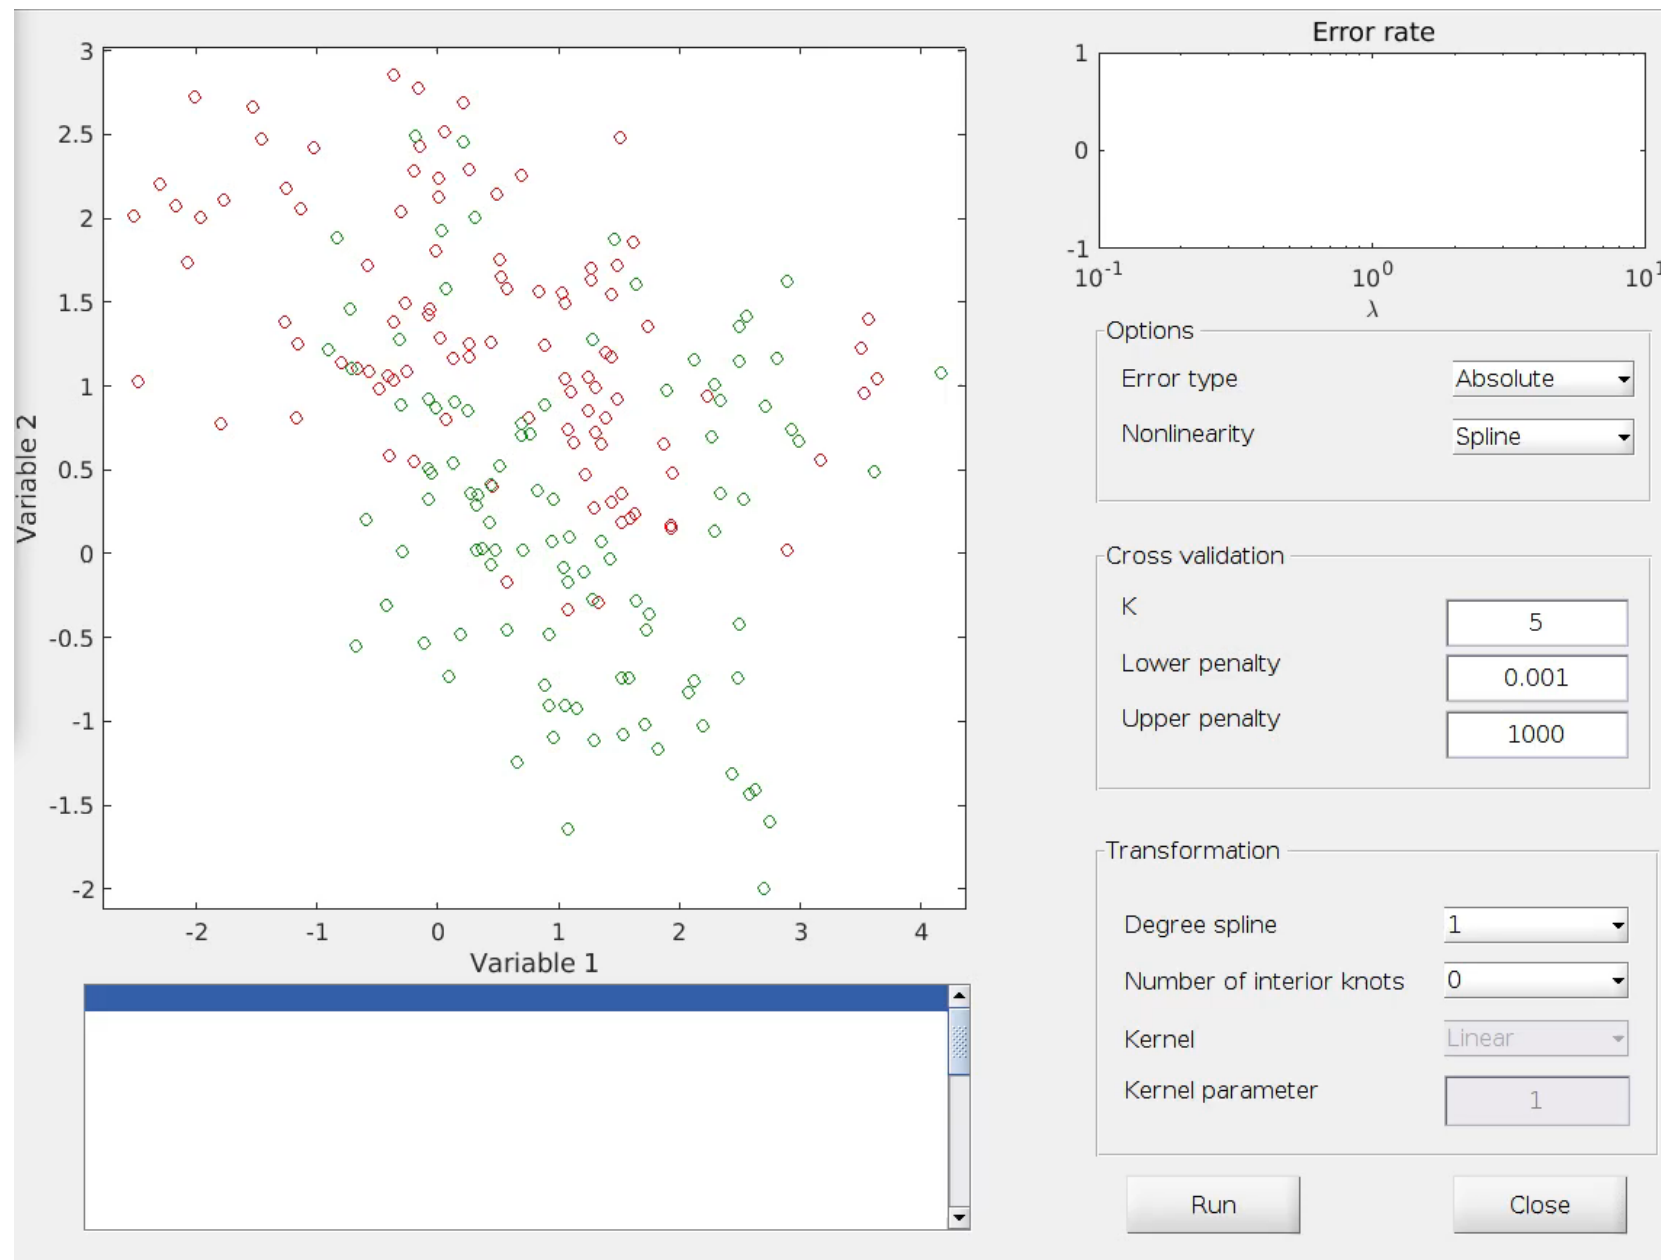 Error rate
3
2.5
2
1.5
1
0.5
0
-0.5
-1
-1.5
-2
Variable 2
-2 -1 0 1 2 3 4
Variable 1
1
0
-1
10^-1 10^0 10^1
λ
Options
Error type Absolute
Nonlinearity Spline
Cross validation
K 5
Lower penalty 0.001
Upper penalty 1000
Transformation
Degree spline 1
Number of interior knots 0
Kernel Linear
Kernel parameter 1
Run Close